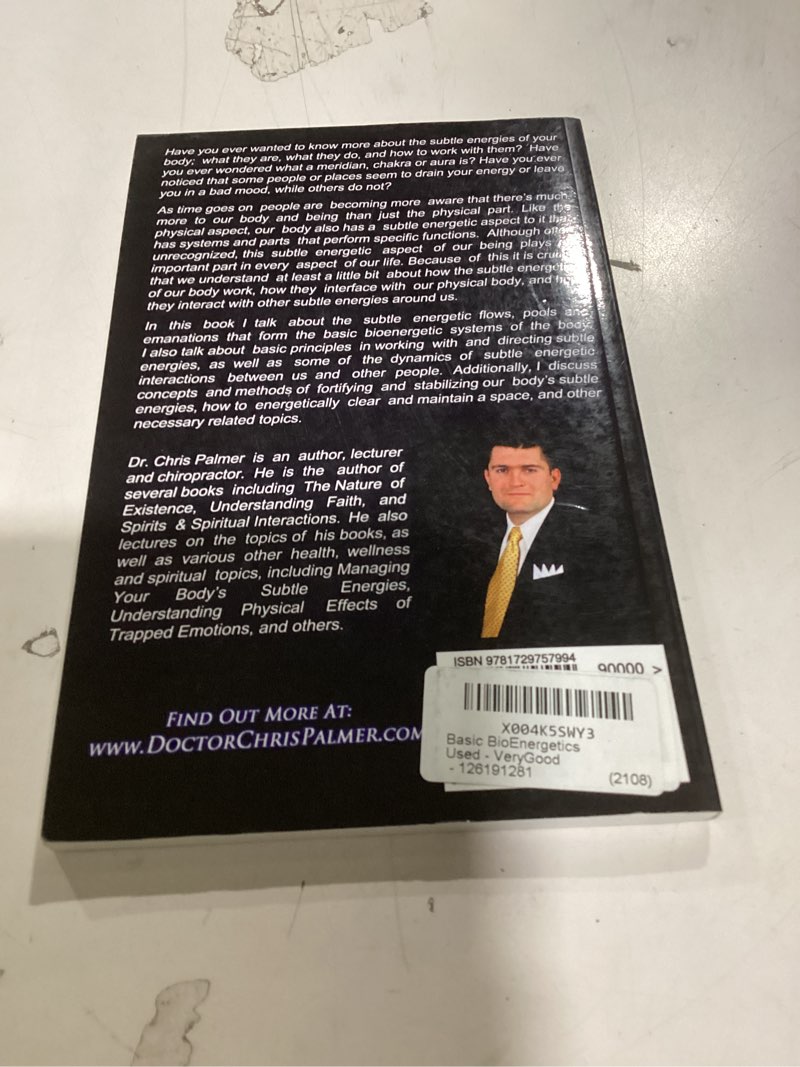 Have you ever wanted to know more about the subtle energies of your
body; what they are, what they do, and how to work with them? Have
you ever wondered what a meridian, chakra or aura is? Have you ever
noticed that some people or places seem to drain your energy or leave
you in a bad mood, while others do not?
As time goes on people are becoming more aware that there's much
more to our body and being than just the physical part. Like the
physical aspect, our body also has a subtle energetic aspect to it that
has systems and parts that perform specific functions. Although
unrecognized, this subtle energetic aspect of our being plays
important part in every aspect of our life. Because of this it is
that we understand at least a little bit about how the subtle
of our body work, how they interface with our physical body, and
they interact with other subtle energies around us.
In this book I talk about the subtle energetic flows, pools and
emanations that form the basic bioenergetic systems of the body.
I also talk about basic principles in working with and directing subtle
energies, as well as some of the dynamics of subtle energetic
interactions between us and other people. Additionally, I discuss
concepts and methods of fortifying and stabilizing our body's subtle
energies, how to energetically clear and maintain a space, and other
necessary related topics.
Dr. Chris Palmer is an author, lecturer
and chiropractor. He is the author of
several books including The Nature of
Existence, Understanding Faith, and
Spirits & Spiritual Interactions. He also
lectures on the topics of his books, as
well as various other health, wellness
and spiritual topics, including Managing
Your Body's Subtle Energies,
Understanding Physical Effects of
Trapped Emotions, and others.
FIND OUT MORE AT:
WWW.DOCTORCHRISPALMER.COM
ISBN 9781729757994
90000 >
X004K5SWY3
Basic BioEnergetics
Used - VeryGood
- 126191281
(2108)